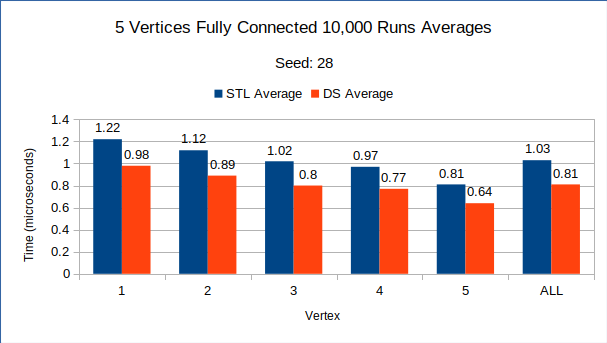 5 Vertices Fully Connected 10,000 Runs Averages
Seed: 28
STL Average DS Average
Time (microseconds)
1.4
1.2
1
0.8
0.6
0.4
0.2
0
1.22 0.98 1.12 0.89 1.02 0.8 0.97 0.77 0.81 0.64 1.03 0.81
1 2 3 4 5 ALL
Vertex